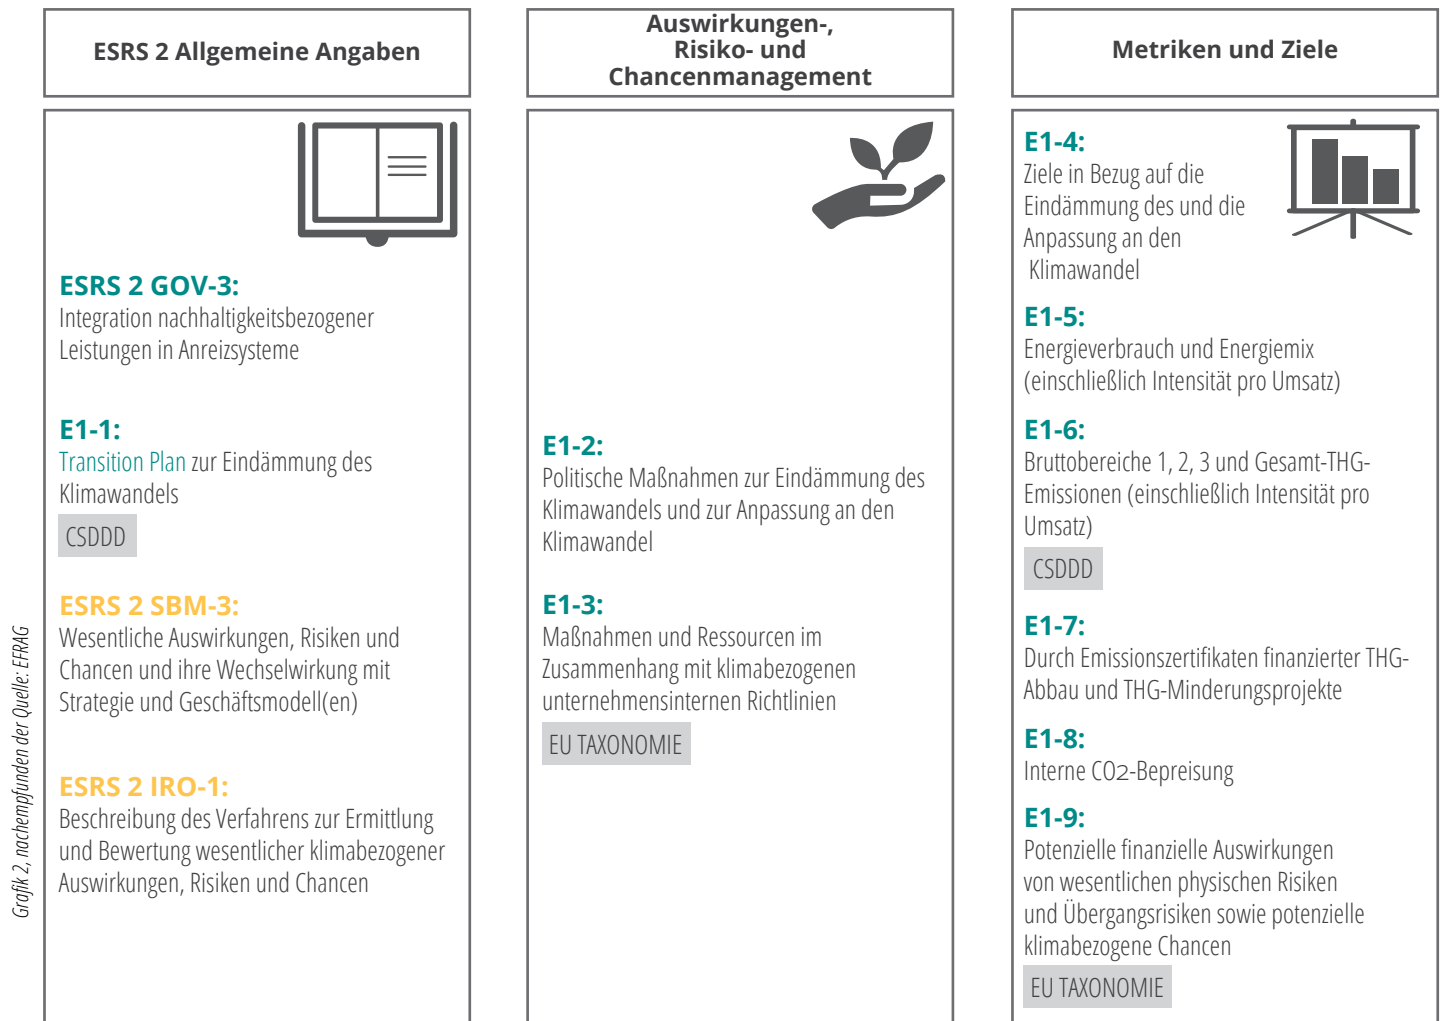 ESRS 2 Allgemeine Angaben
ESRS 2 GOV-3:
Integration nachhaltigkeitsbezogener
Leistungen in Anreizsysteme
E1-1:
Transition Plan zur Eindämmung des
Klimawandels
CSDDD
ESRS 2 SBM-3:
Wesentliche Auswirkungen, Risiken und
Chancen und ihre Wechselwirkung mit
Strategie und Geschäftsmodell(en)
ESRS 2 IRO-1:
Beschreibung des Verfahrens zur Ermittlung
und Bewertung wesentlicher klimabezogener
Auswirkungen, Risiken und Chancen
Auswirkungen-,
Risiko- und
Chancenmanagement
E1-2:
Politische Maßnahmen zur Eindämmung des
Klimawandels und zur Anpassung an den
Klimawandel
E1-3:
Maßnahmen und Ressourcen im
Zusammenhang mit klimabezogenen
unternehmensinternen Richtlinien
EU TAXONOMIE
Metriken und Ziele
E1-4:
Ziele in Bezug auf die
Eindämmung des und die
Anpassung an den
Klimawandel
E1-5:
Energieverbrauch und Energiemix
(einschließlich Intensität pro Umsatz)
E1-6:
Bruttobereiche 1, 2, 3 und Gesamt-THG-
Emissionen (einschließlich Intensität pro
Umsatz)
CSDDD
E1-7:
Durch Emissionszertifikaten finanzierter THG-
Abbau und THG-Minderungsprojekte
E1-8:
Interne CO2-Bepreisung
E1-9:
Potenzielle finanzielle Auswirkungen
von wesentlichen physischen Risiken
und Übergangsrisiken sowie potenzielle
klimabezogene Chancen
EU TAXONOMIE
Grafik 2, nachempfunden der Quelle: EFRAG